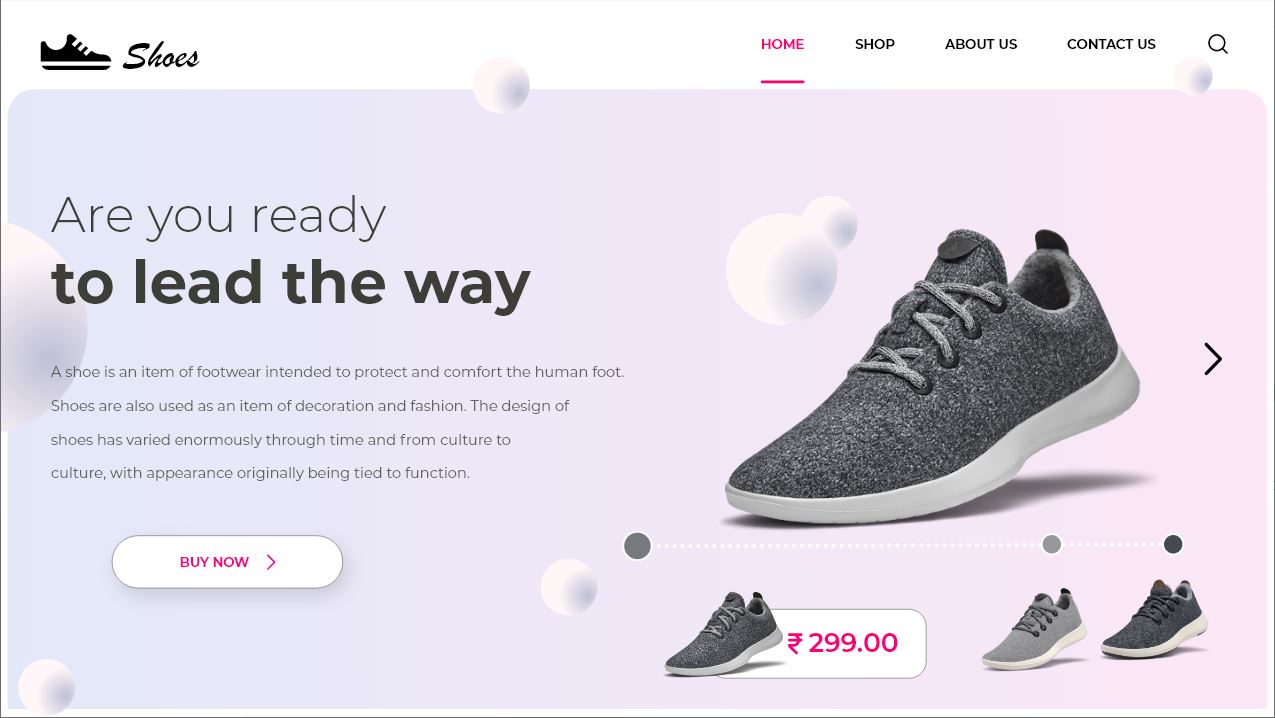 Shoes
HOME
SHOP
ABOUT US
CONTACT US
Are you ready
to lead the way
A shoe is an item of footwear intended to protect and comfort the human foot.
Shoes are also used as an item of decoration and fashion. The design of
shoes has varied enormously through time and from culture to
culture, with appearance originally being tied to function.
BUY NOW
₹ 299.00